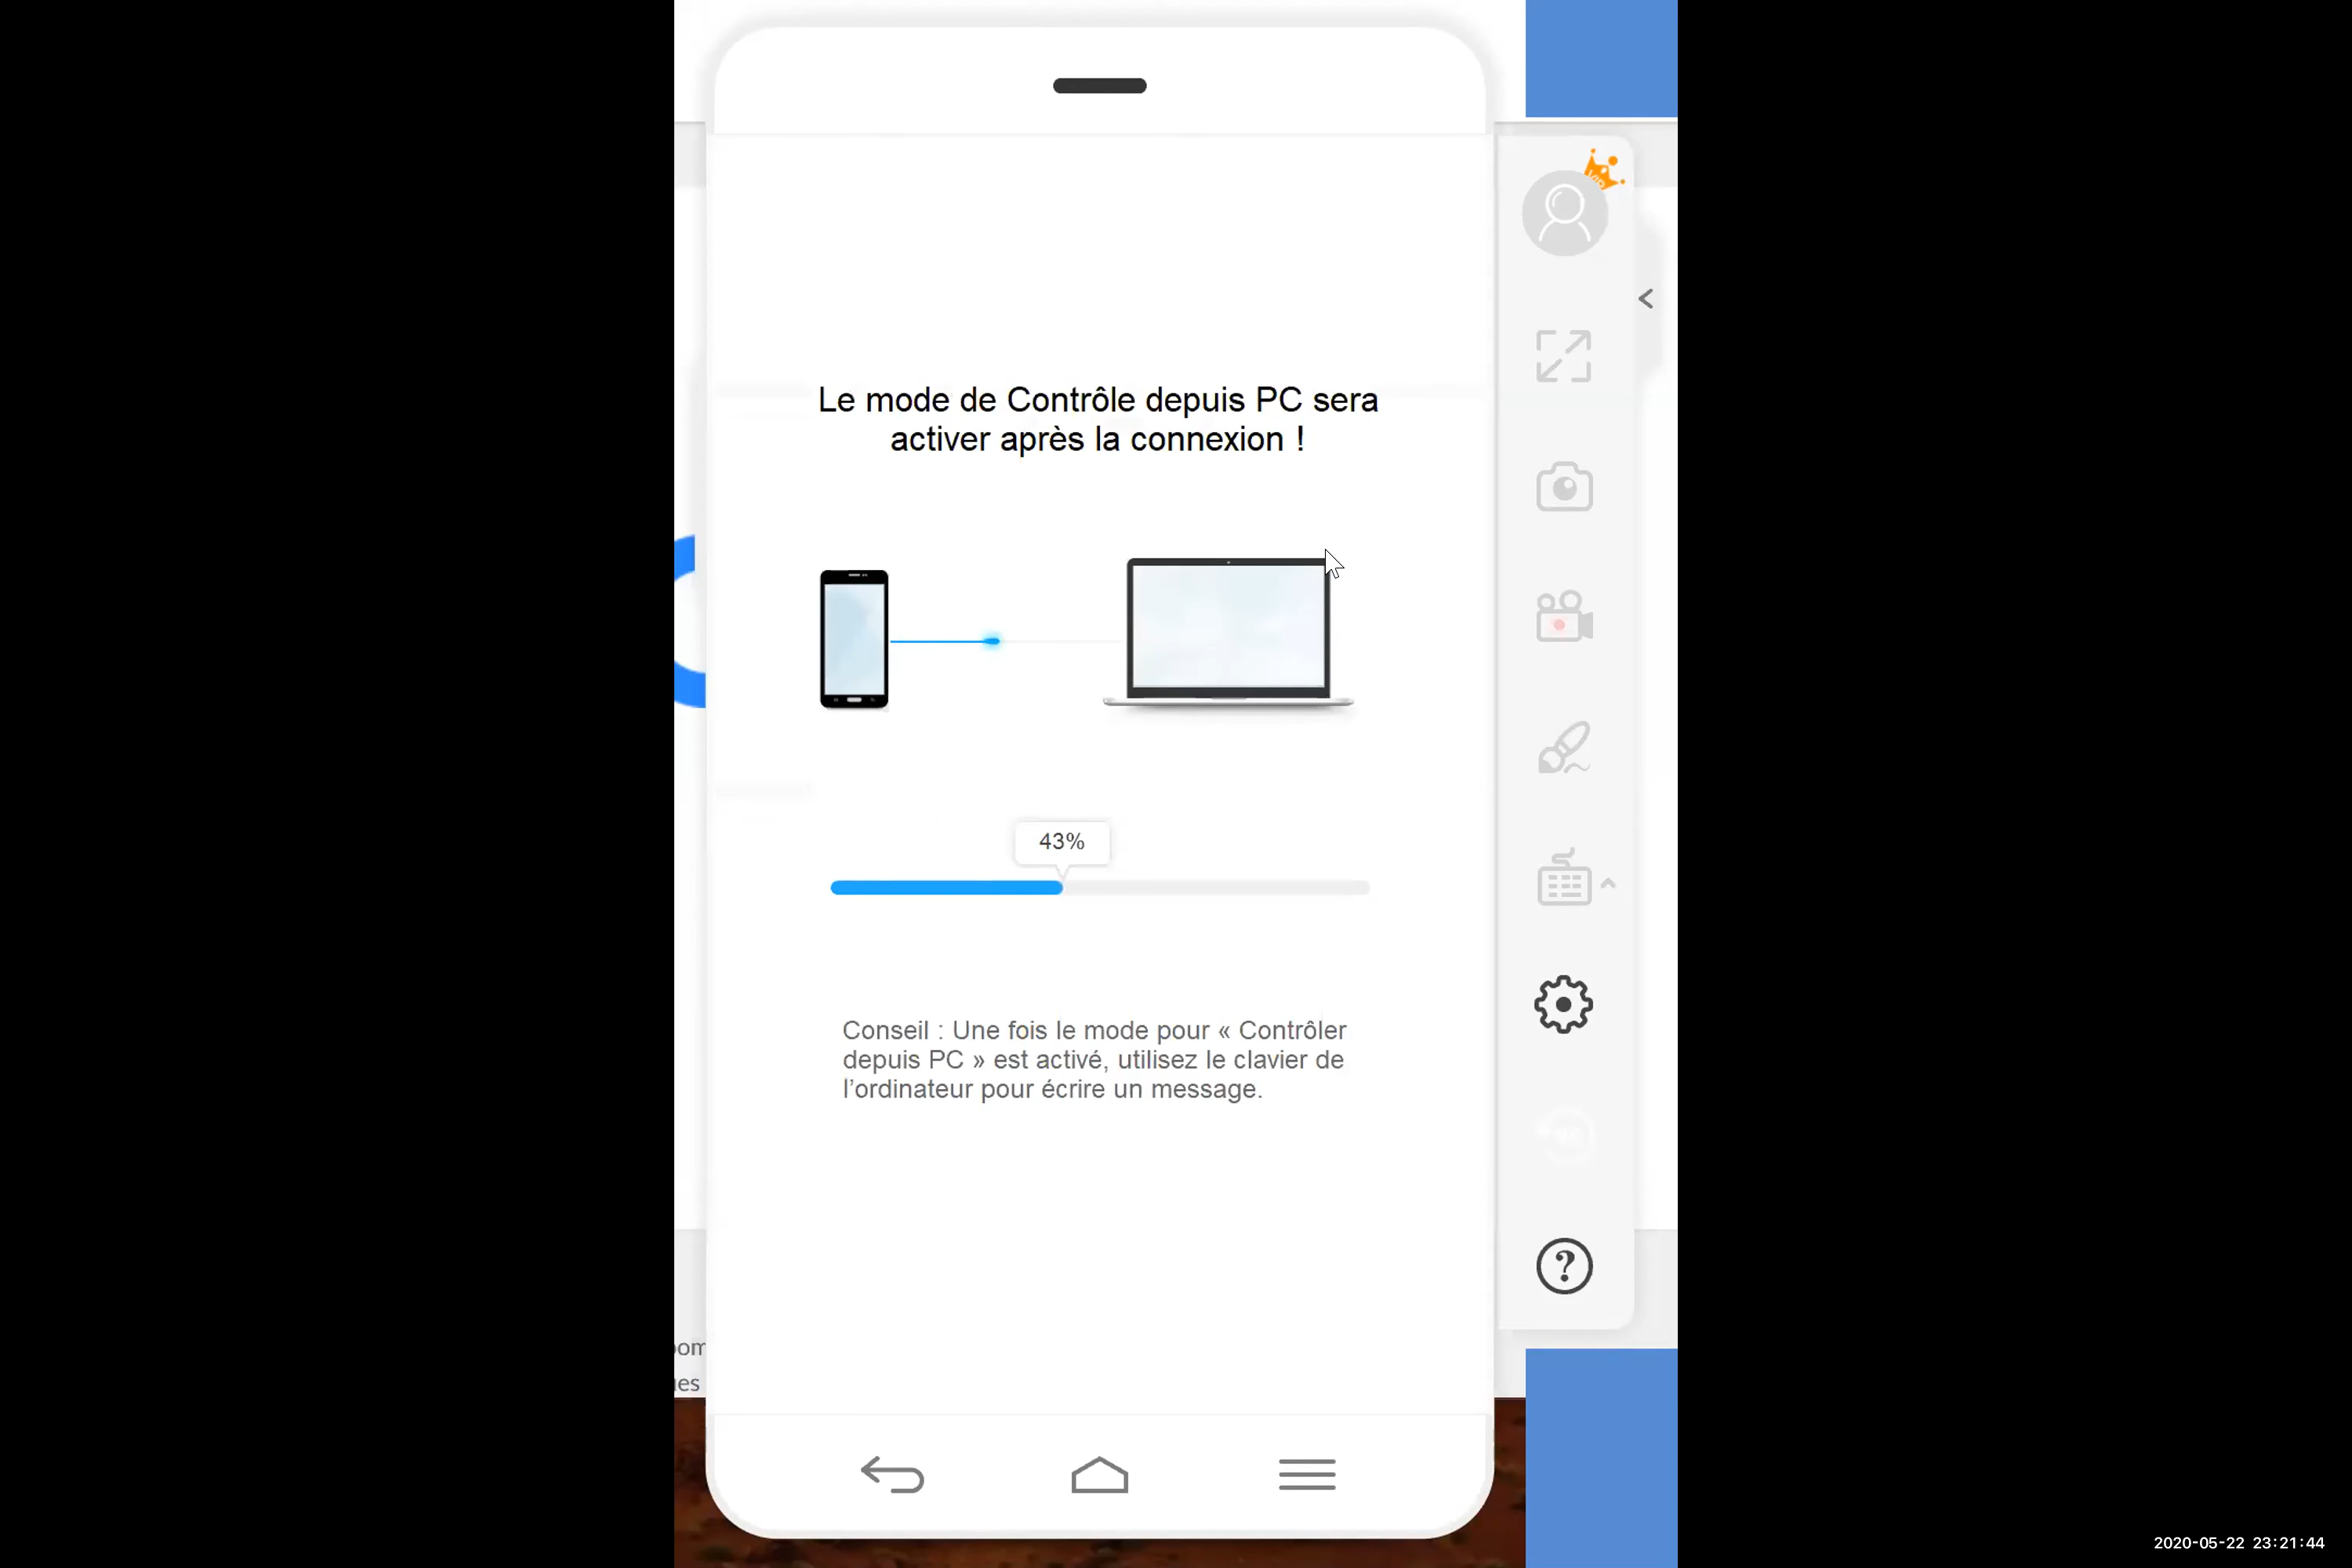 Le mode de Contrôle depuis PC sera
activer après la connexion !
43%
Conseil : Une fois le mode pour « Contrôler
depuis PC » est activé, utilisez le clavier de
l'ordinateur pour écrire un message.
2020-05-22 23:21:44